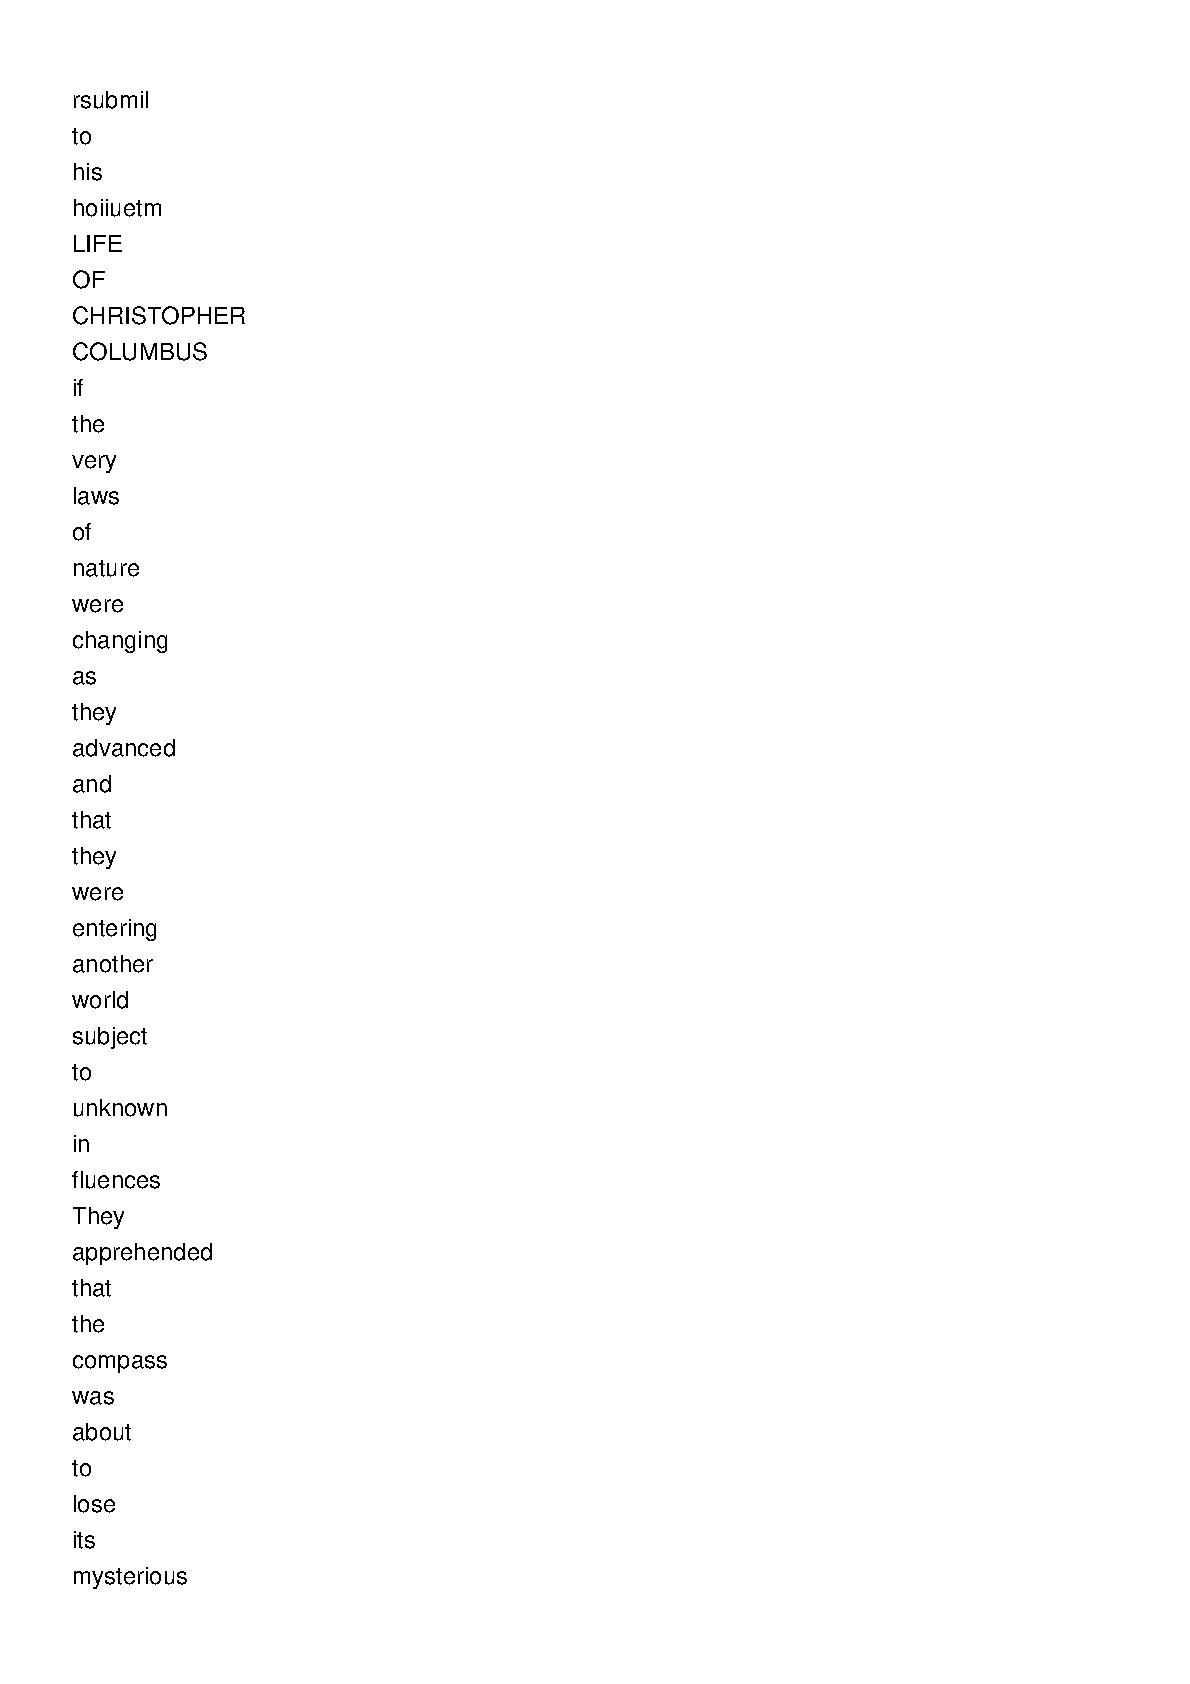 rsubmil
to
his
hoiiuetm
LIFE
OF
CHRISTOPHER
COLUMBUS
if
the
very
laws
of
nature
were
changing
as
they
advanced
and
that
they
were
entering
another
world
subject
to
unknown
in
fluences
They
apprehended
that
the
compass
was
about
to
lose
its
mysterious